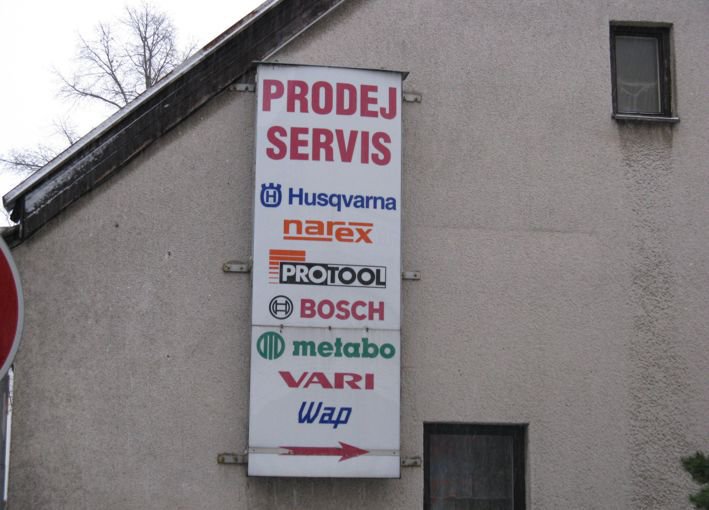 PRODEJ
SERVIS
H Husqvarna
narex
PROTOOL
BOSCH
metabo
VARI
Wap